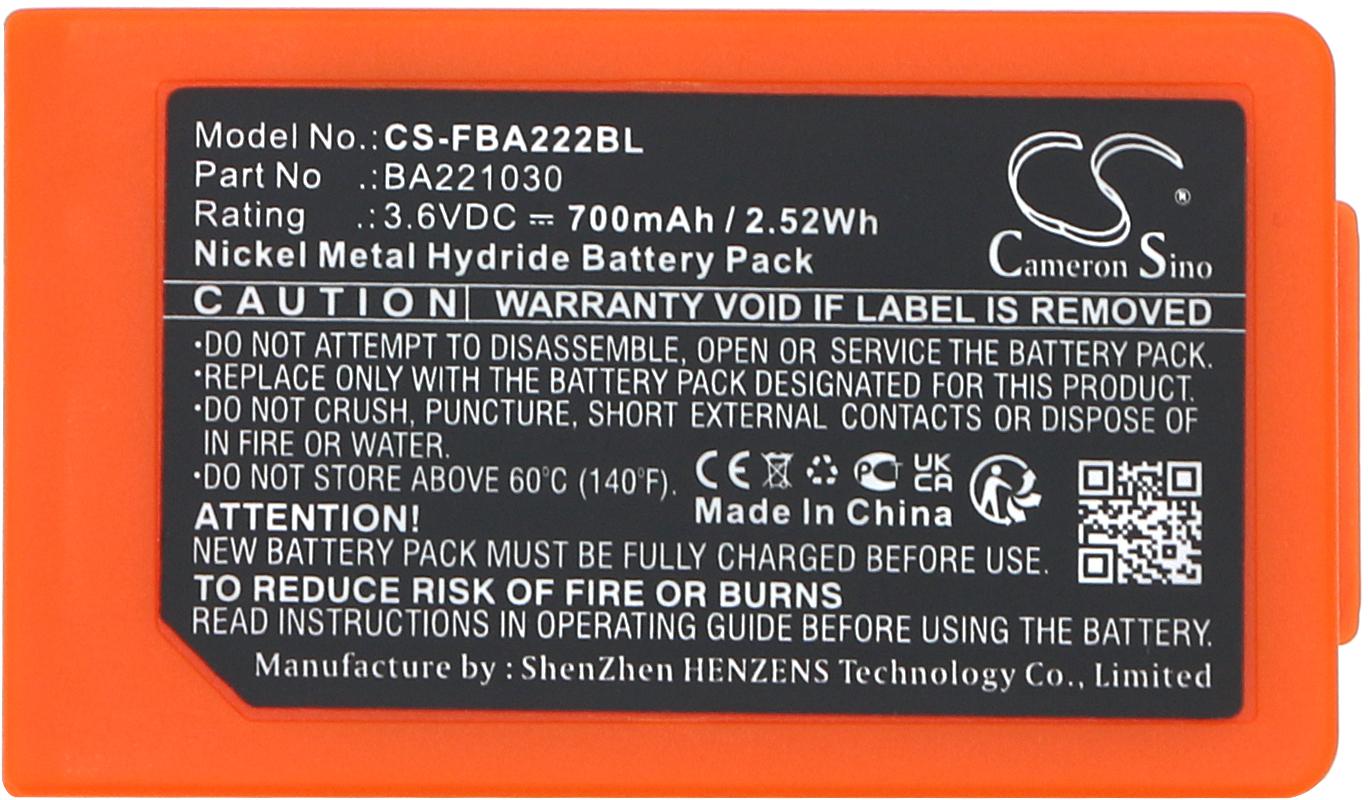 Model No.: CS-FBA222BL
Part No .: BA221030
Rating .: 3.6VDC ⎓ 700mAh / 2.52Wh
Nickel Metal Hydride Battery Pack
CS®
Cameron Sino
CAUTION| WARRANTY VOID IF LABEL IS REMOVED
•DO NOT ATTEMPT TO DISASSEMBLE, OPEN OR SERVICE THE BATTERY PACK.
•REPLACE ONLY WITH THE BATTERY PACK DESIGNATED FOR THIS PRODUCT.
•DO NOT CRUSH, PUNCTURE, SHORT EXTERNAL CONTACTS OR DISPOSE OF
IN FIRE OR WATER.
•DO NOT STORE ABOVE 60°C (140°F).
CE PC UK CA
Made In China
ATTENTION!
NEW BATTERY PACK MUST BE FULLY CHARGED BEFORE USE.
TO REDUCE RISK OF FIRE OR BURNS
READ INSTRUCTIONS IN OPERATING GUIDE BEFORE USING THE BATTERY.
Manufacture by : ShenZhen HENZENS Technology Co., Limited